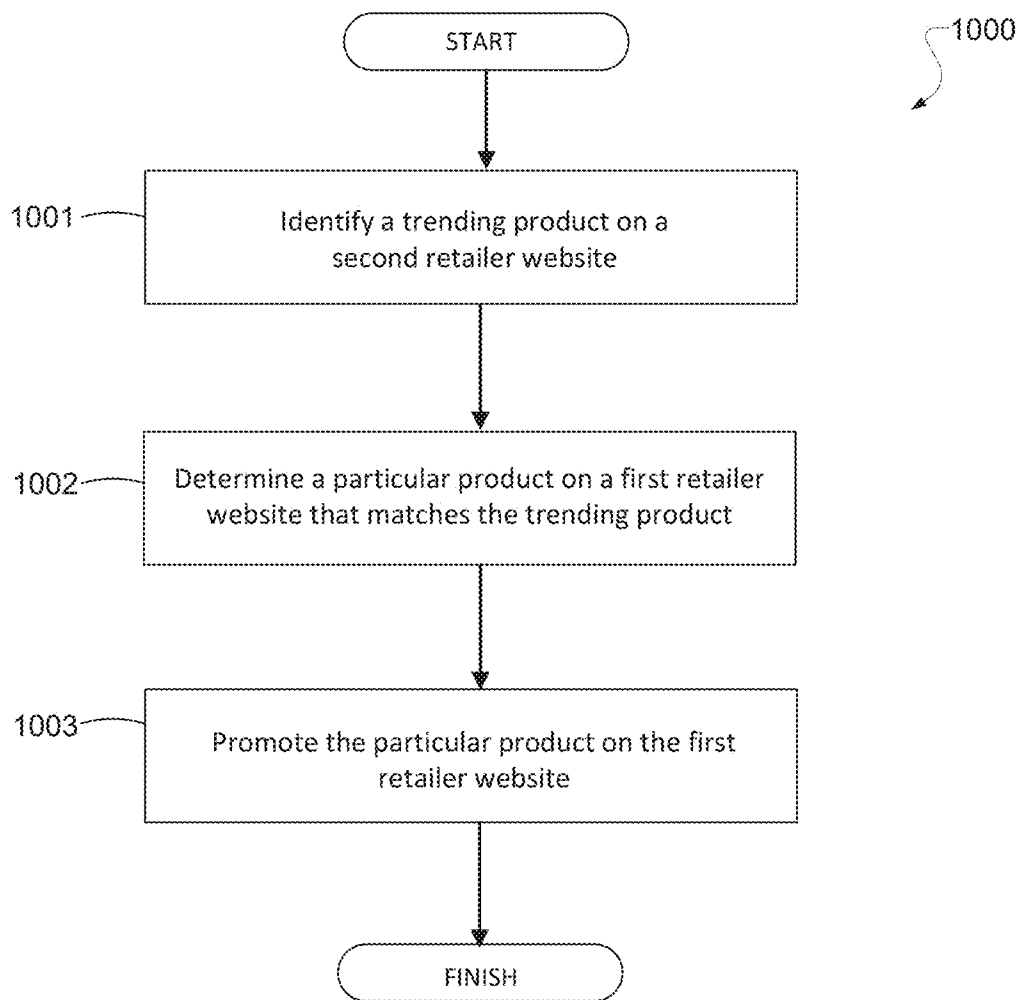 START
1000
1001
Identify a trending product on a
second retailer website
1002
Determine a particular product on a first retailer
website that matches the trending product
1003
Promote the particular product on the first
retailer website
FINISH